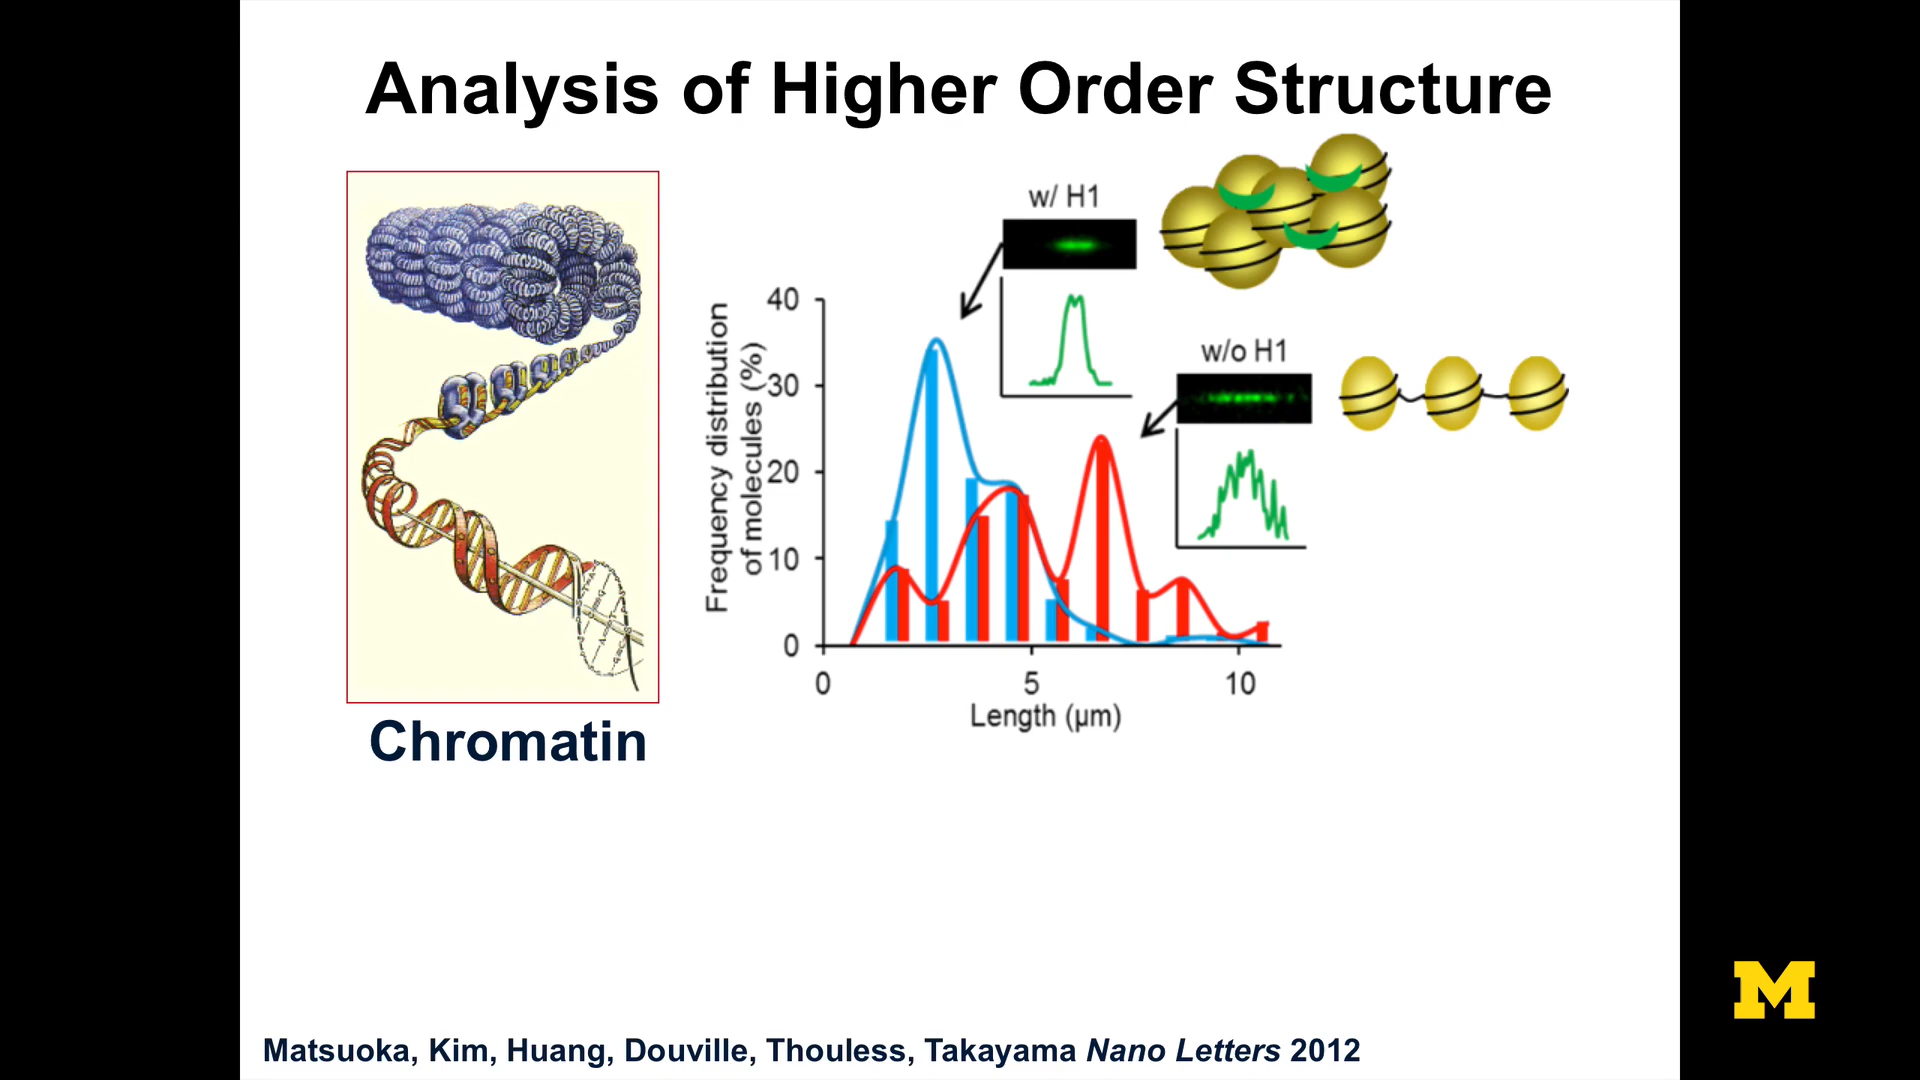 Analysis of Higher Order Structure
w/ H1
w/o H1
Frequency distribution
of molecules (%)
40
30
20
10
0
0 5 10
Length (µm)
Chromatin
Matsuoka, Kim, Huang, Douville, Thouless, Takayama Nano Letters 2012
M